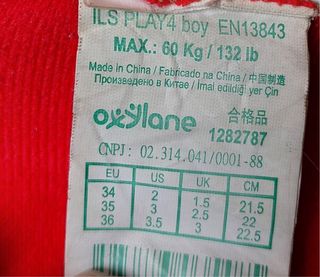 ILS PLAY4 boy EN13843
MAX.: 60 Kg / 132 lb
Made in China / Fabricado na China / 中国制造
Произведено в Китае / Imal edildiği yer Çin
oxylane
合格品
1282787
CNPJ: 02.314.041/0001-88
EU US UK CM
34 2 1.5 21.5
35 3 2.5 22
36 3.5 3 22.5